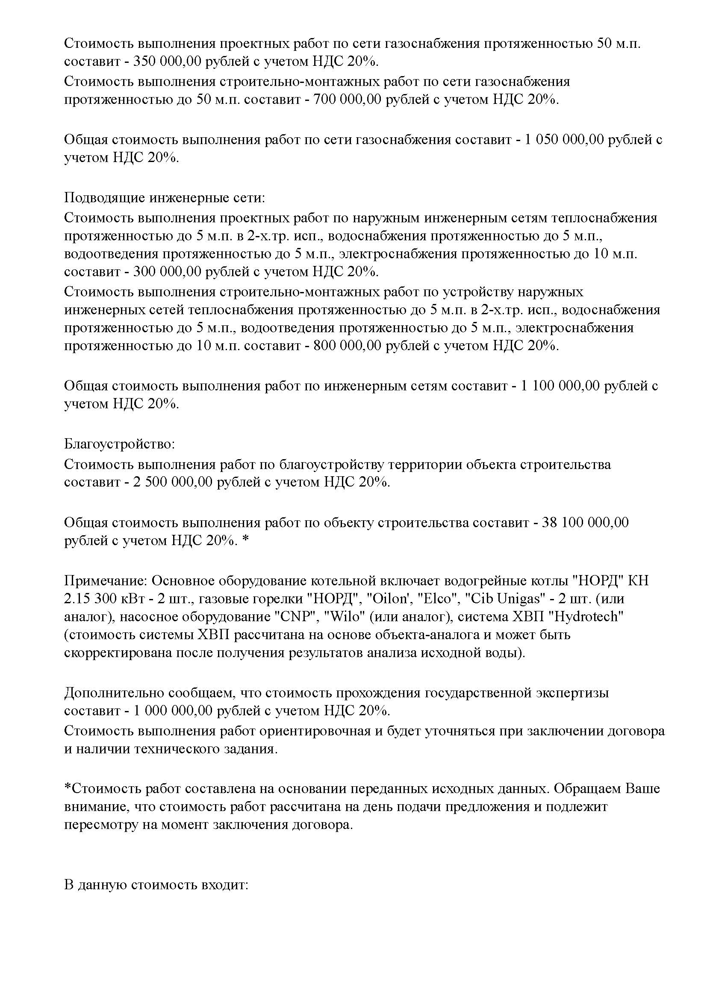 Стоимость выполнения проектных работ по сети газоснабжения протяженностью 50 м.п.
составит - 350 000,00 рублей с учетом НДС 20%.
Стоимость выполнения строительно-монтажных работ по сети газоснабжения
протяженностью до 50 м.п. составит - 700 000,00 рублей с учетом НДС 20%.
Общая стоимость выполнения работ по сети газоснабжения составит - 1 050 000,00 рублей с
учетом НДС 20%.
Подводящие инженерные сети:
Стоимость выполнения проектных работ по наружным инженерным сетям теплоснабжения
протяженностью до 5 м.п. в 2-х.тр. исп., водоснабжения протяженностью до 5 м.п.,
водоотведения протяженностью до 5 м.п., электроснабжения протяженностью до 10 м.п.
составит - 300 000,00 рублей с учетом НДС 20%.
Стоимость выполнения строительно-монтажных работ по устройству наружных
инженерных сетей теплоснабжения протяженностью до 5 м.п. в 2-х.тр. исп., водоснабжения
протяженностью до 5 м.п., водоотведения протяженностью до 5 м.п., электроснабжения
протяженностью до 10 м.п. составит - 800 000,00 рублей с учетом НДС 20%.
Общая стоимость выполнения работ по инженерным сетям составит - 1 100 000,00 рублей с
учетом НДС 20%.
Благоустройство:
Стоимость выполнения работ по благоустройству территории объекта строительства
составит - 2 500 000,00 рублей с учетом НДС 20%.
Общая стоимость выполнения работ по объекту строительства составит - 38 100 000,00
рублей с учетом НДС 20%. *
Примечание: Основное оборудование котельной включает водогрейные котлы "НОРД" КН
2.15 300 кВт - 2 шт., газовые горелки "НОРД", "Oilon', "Elco", "Cib Unigas" - 2 шт. (или
аналог), насосное оборудование "CNP", "Wilo" (или аналог), система ХВП "Hydrotech"
(стоимость системы ХВП рассчитана на основе объекта-аналога и может быть
скорректирована после получения результатов анализа исходной воды).
Дополнительно сообщаем, что стоимость прохождения государственной экспертизы
составит - 1 000 000,00 рублей с учетом НДС 20%.
Стоимость выполнения работ ориентировочная и будет уточняться при заключении договора
и наличии технического задания.
*Стоимость работ составлена на основании переданных исходных данных. Обращаем Ваше
внимание, что стоимость работ рассчитана на день подачи предложения и подлежит
пересмотру на момент заключения договора.
В данную стоимость входит: